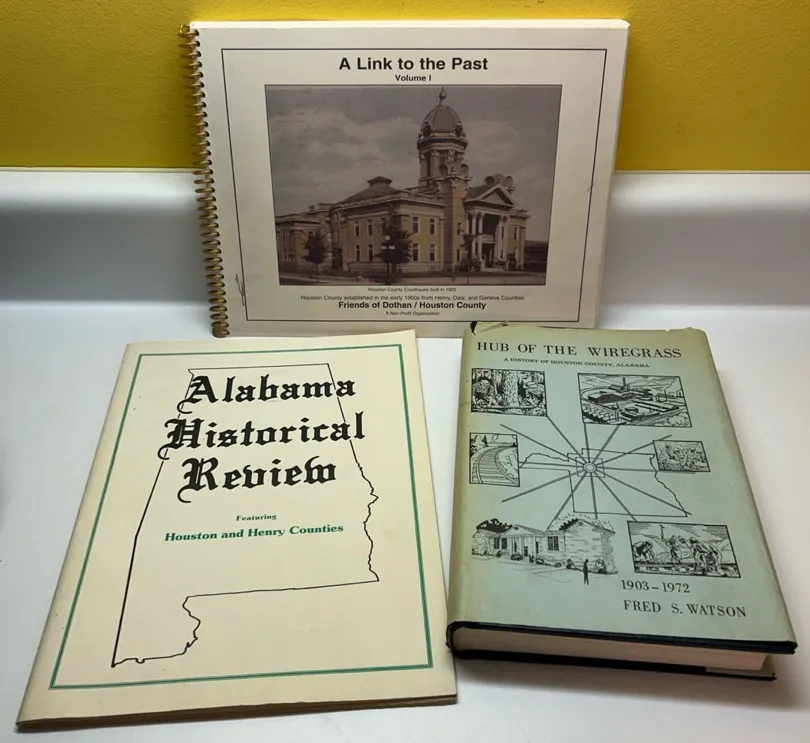 A Link to the Past
Volume I
Houston County Courthouse built in 1905
Houston County established in the early 1900s from Henry, Dale, and Geneva Counties
Friends of Dothan / Houston County
A Non-Profit Organization
Alabama
Historical
Review
Featuring
Houston and Henry Counties
HUB OF THE WIREGRASS
A HISTORY OF HOUSTON COUNTY, ALABAMA
1903-1972
FRED S. WATSON